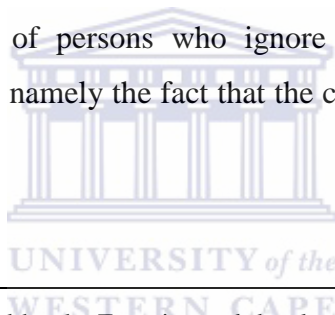 of persons who ignore
namely the fact that the c
UNIVERSITY of the
WESTERN CAPE